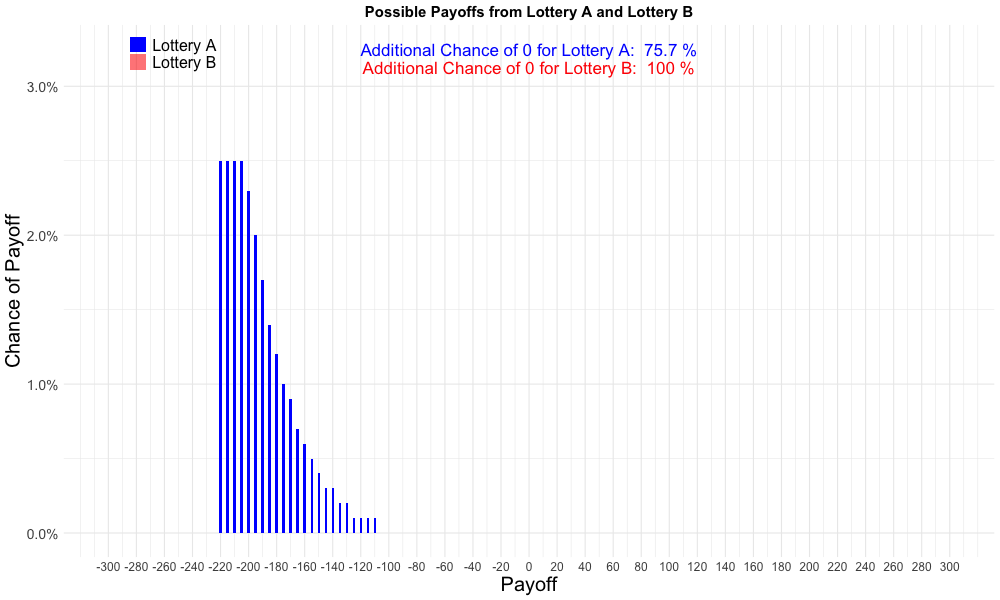 Possible Payoffs from Lottery A and Lottery B
Lottery A
Lottery B
Additional Chance of 0 for Lottery A: 75.7 %
Additional Chance of 0 for Lottery B: 100 %
Chance of Payoff
3.0%
2.0%
1.0%
0.0%
-300 -280 -260 -240 -220 -200 -180 -160 -140 -120 -100 -80 -60 -40 -20 0 20 40 60 80 100 120 140 160 180 200 220 240 260 280 300
Payoff